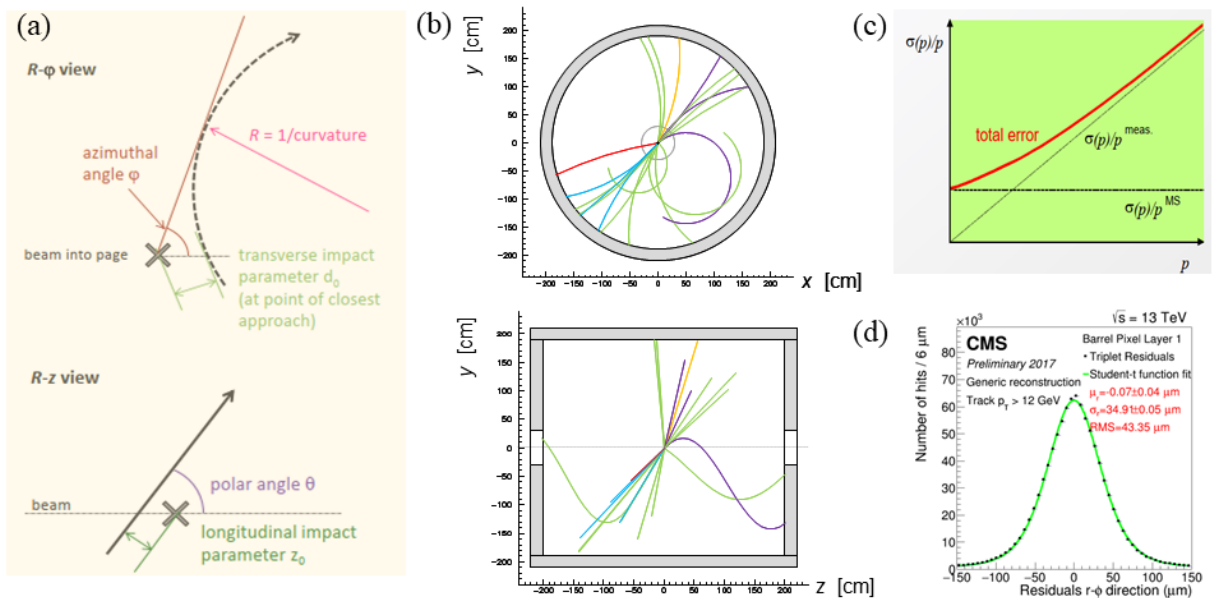 (a)
R-φ view
R = 1/curvature
azimuthal
angle φ
beam into page
transverse impact
parameter d₀
(at point of closest
approach)
R-z view
polar angle θ
beam
longitudinal impact
parameter z₀
(b)
y [cm]
200
150
100
50
0
−50
−100
−150
−200
−200 −150 −100 −50 0 50 100 150 200
x [cm]
y [cm]
200
150
100
50
0
−50
−100
−150
−200
−200 −150 −100 −50 0 50 100 150 200
z [cm]
(c)
σ(p)/p
total error
σ(p)/p meas.
σ(p)/p MS
p
(d)
√s = 13 TeV
×10³
CMS
Preliminary 2017
Generic reconstruction
Track pT > 12 GeV
Barrel Pixel Layer 1
• Triplet Residuals
Student-t function fit
μr=-0.07±0.04 μm
σr=34.91±0.05 μm
RMS=43.35 μm
Number of hits / 6 μm
80
70
60
50
40
30
20
10
0
-150 -100 -50 0 50 100 150
Residuals r-ϕ direction (μm)